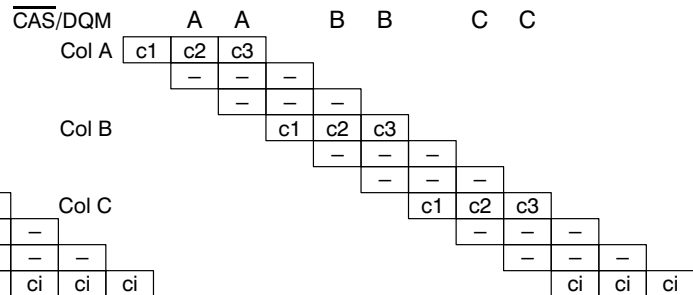 CAS/DQM A A B B C C
Col A c1 c2 c3
– – –
– – –
Col B c1 c2 c3
– – –
– – –
Col C c1 c2 c3
– – – –
– – – – –
ci ci ci ci ci ci